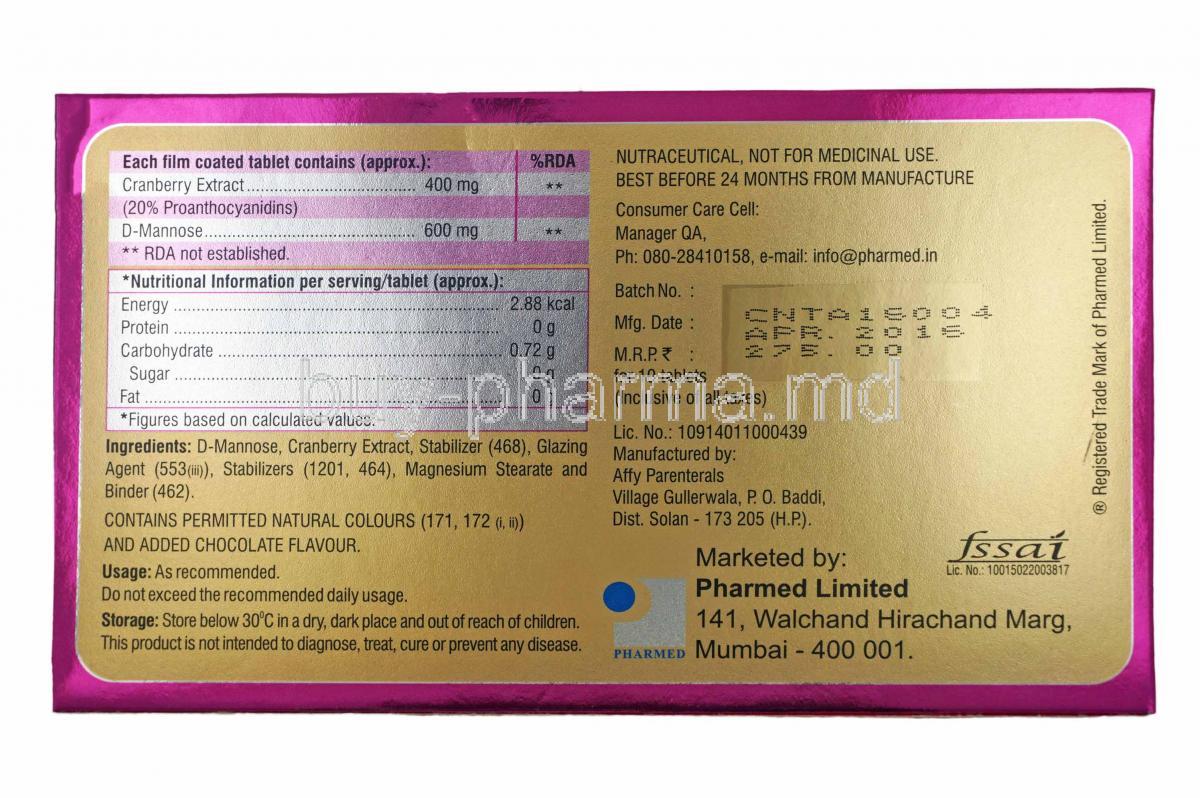 Each film coated tablet contains (approx.): %RDA
Cranberry Extract................................. 400 mg **
(20% Proanthocyanidins)
D-Mannose......................................... 600 mg **
** RDA not established.
*Nutritional Information per serving/tablet (approx.):
Energy ................................................................ 2.88 kcal
Protein ................................................................ 0 g
Carbohydrate ....................................................... 0.72 g
Sugar ................................................................ 0 g
Fat ................................................................ 0
*Figures based on calculated values.
Ingredients: D-Mannose, Cranberry Extract, Stabilizer (468), Glazing
Agent (553(iii)), Stabilizers (1201, 464), Magnesium Stearate and
Binder (462).
CONTAINS PERMITTED NATURAL COLOURS (171, 172 (i, ii))
AND ADDED CHOCOLATE FLAVOUR.
Usage: As recommended.
Do not exceed the recommended daily usage.
Storage: Store below 30°C in a dry, dark place and out of reach of children.
This product is not intended to diagnose, treat, cure or prevent any disease.
NUTRACEUTICAL, NOT FOR MEDICINAL USE.
BEST BEFORE 24 MONTHS FROM MANUFACTURE
Consumer Care Cell:
Manager QA,
Ph: 080-28410158, e-mail: info@pharmed.in
Batch No. : CNTA16004
Mfg. Date : APR. 2016
M.R.P. ₹ : 275.00
for 10 tablets
(Inclusive of all taxes)
Lic. No.: 10914011000439
Manufactured by:
Affy Parenterals
Village Gullerwala, P. O. Baddi,
Dist. Solan - 173 205 (H.P.).
fssai
Lic. No.: 10015022003817
Marketed by:
Pharmed Limited
141, Walchand Hirachand Marg,
Mumbai - 400 001.
PHARMED
® Registered Trade Mark of Pharmed Limited.
buy-pharma.md